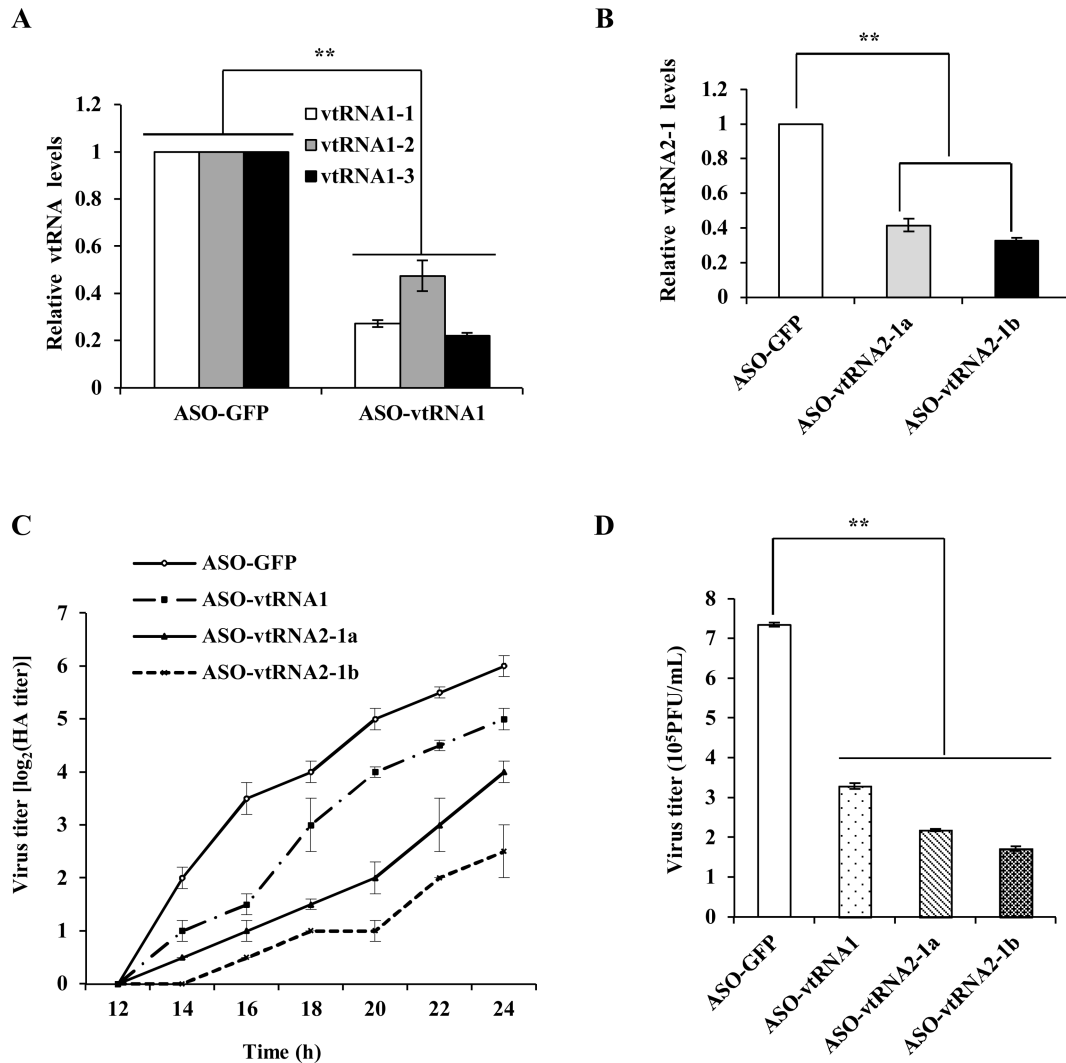 A
**
vtRNA1-1
vtRNA1-2
vtRNA1-3
Relative vtRNA levels
1.2
1
0.8
0.6
0.4
0.2
0
ASO-GFP
ASO-vtRNA1
B
**
Relative vtRNA2-1 levels
1.2
1
0.8
0.6
0.4
0.2
0
ASO-GFP
ASO-vtRNA2-1a
ASO-vtRNA2-1b
C
ASO-GFP
ASO-vtRNA1
ASO-vtRNA2-1a
ASO-vtRNA2-1b
Virus titer [log₂(HA titer)]
7
6
5
4
3
2
1
0
12 14 16 18 20 22 24
Time (h)
D
**
Virus titer (10⁵PFU/mL)
8
7
6
5
4
3
2
1
0
ASO-GFP
ASO-vtRNA1
ASO-vtRNA2-1a
ASO-vtRNA2-1b